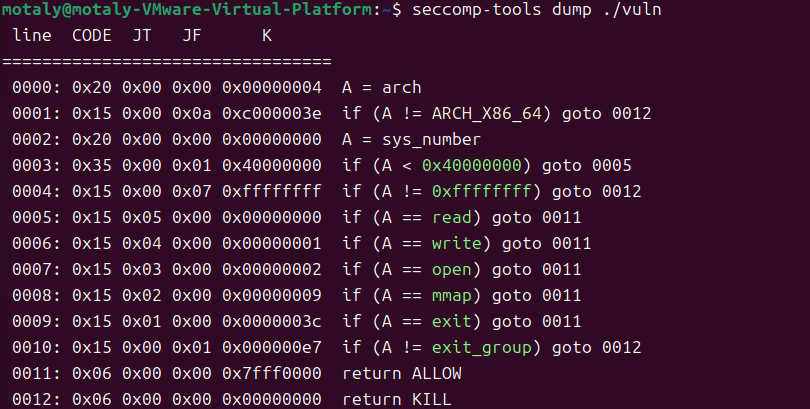 motaly@motaly-VMware-Virtual-Platform:~$ seccomp-tools dump ./vuln
 line  CODE  JT   JF      K
=================================
 0000: 0x20 0x00 0x00 0x00000004  A = arch
 0001: 0x15 0x00 0x0a 0xc000003e  if (A != ARCH_X86_64) goto 0012
 0002: 0x20 0x00 0x00 0x00000000  A = sys_number
 0003: 0x35 0x00 0x01 0x40000000  if (A < 0x40000000) goto 0005
 0004: 0x15 0x00 0x07 0xffffffff  if (A != 0xffffffff) goto 0012
 0005: 0x15 0x05 0x00 0x00000000  if (A == read) goto 0011
 0006: 0x15 0x04 0x00 0x00000001  if (A == write) goto 0011
 0007: 0x15 0x03 0x00 0x00000002  if (A == open) goto 0011
 0008: 0x15 0x02 0x00 0x00000009  if (A == mmap) goto 0011
 0009: 0x15 0x01 0x00 0x0000003c  if (A == exit) goto 0011
 0010: 0x15 0x00 0x01 0x000000e7  if (A != exit_group) goto 0012
 0011: 0x06 0x00 0x00 0x7fff0000  return ALLOW
 0012: 0x06 0x00 0x00 0x00000000  return KILL